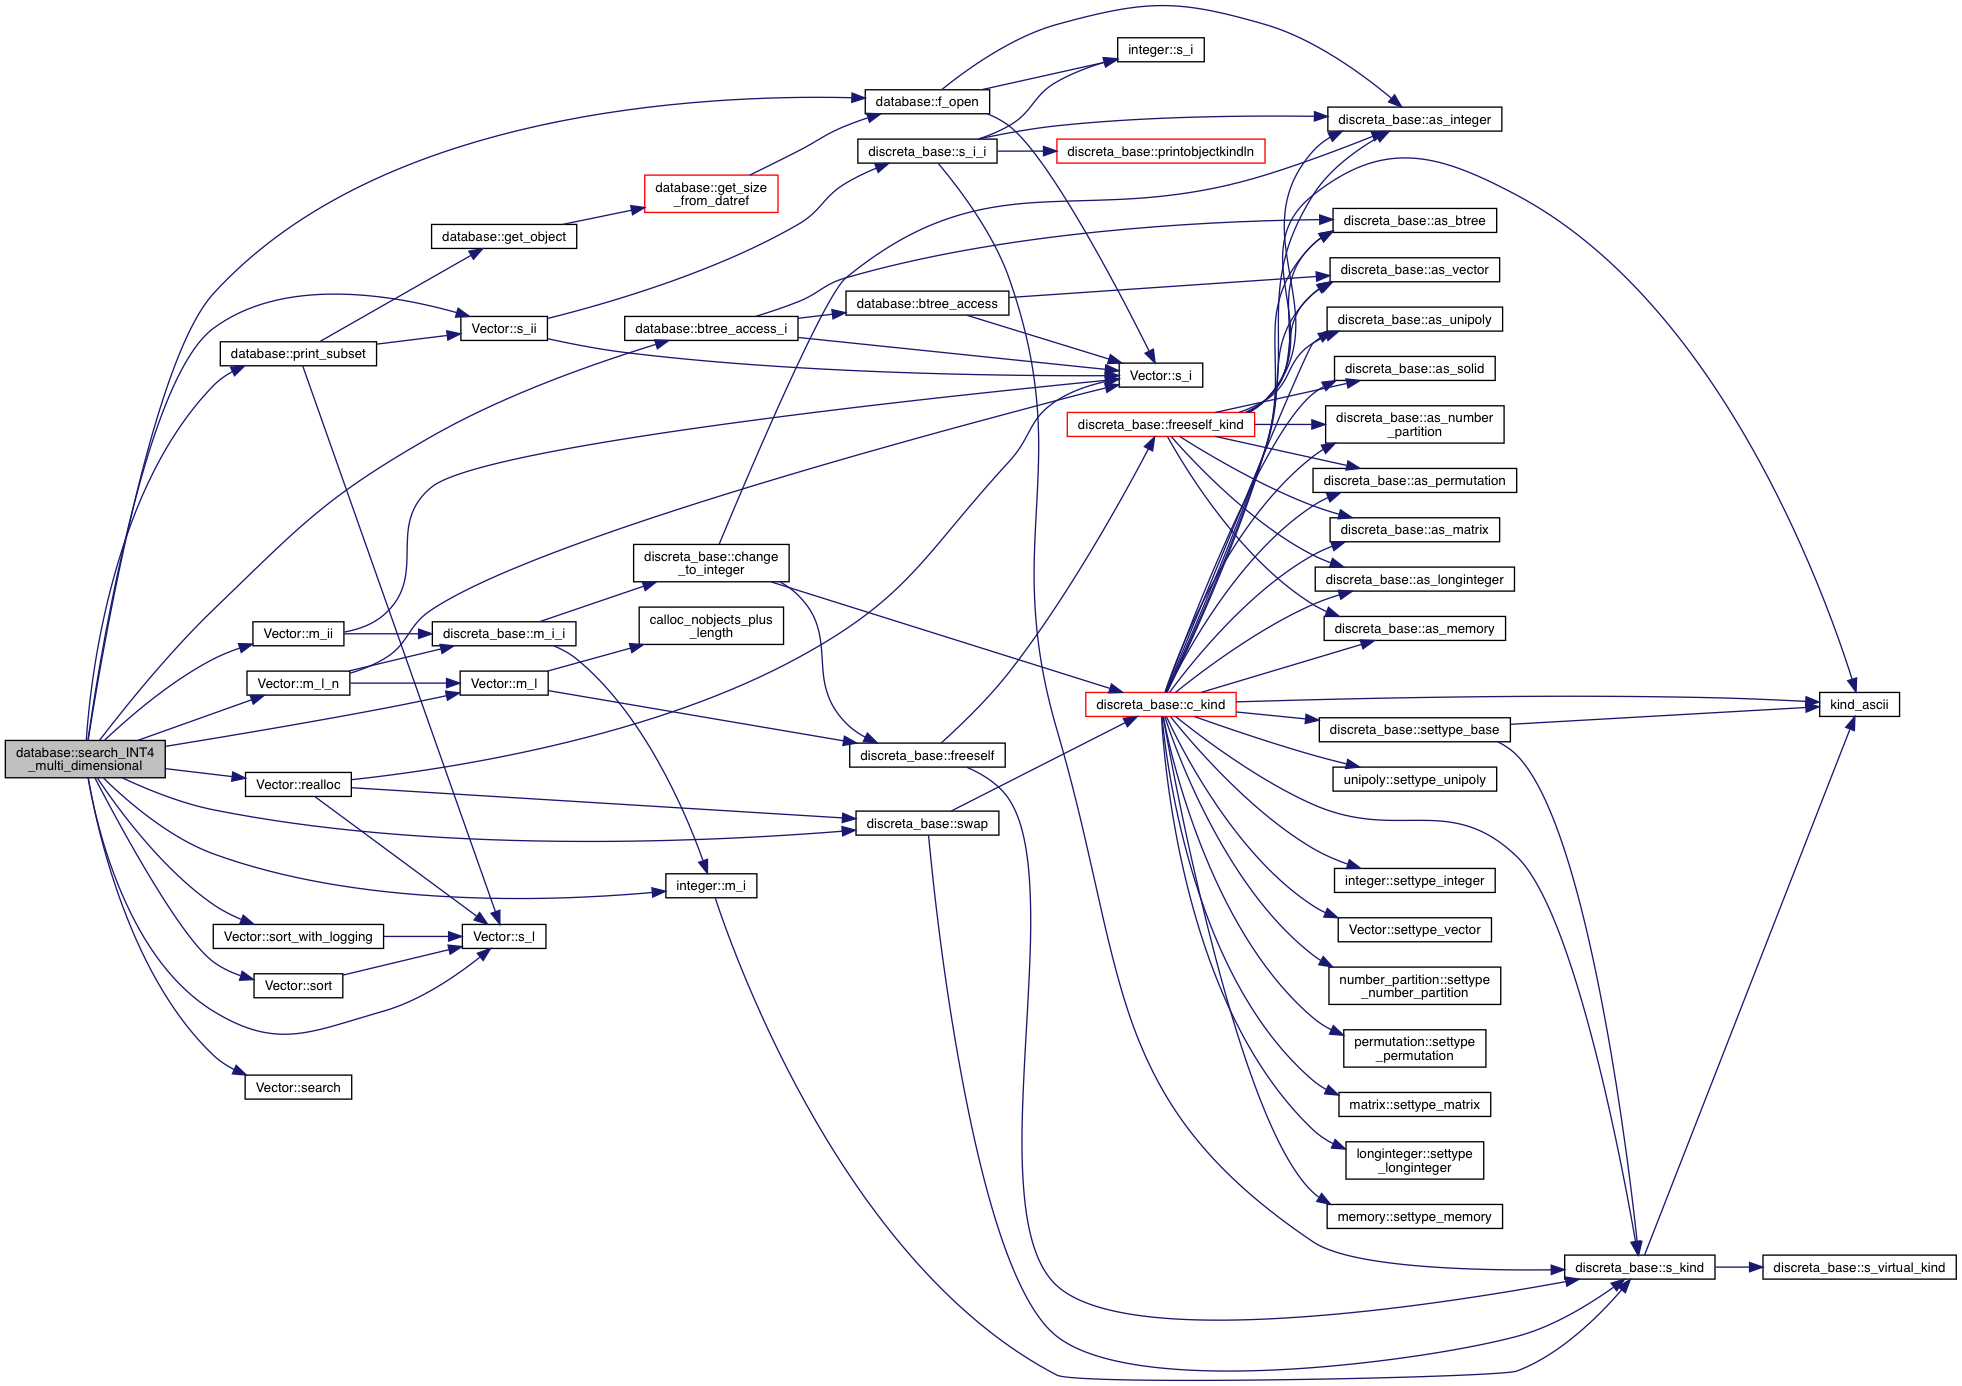 integer::s_i
database::f_open
discreta_base::as_integer
discreta_base::s_i_i
discreta_base::printobjectkindln
database::get_size
_from_datref
database::get_object
discreta_base::as_btree
discreta_base::as_vector
database::btree_access
Vector::s_ii
database::btree_access_i
discreta_base::as_unipoly
database::print_subset
Vector::s_i
discreta_base::as_solid
discreta_base::freeself_kind
discreta_base::as_number
_partition
discreta_base::as_permutation
discreta_base::as_matrix
discreta_base::change
_to_integer
discreta_base::as_longinteger
calloc_nobjects_plus
_length
Vector::m_ii
discreta_base::m_i_i
discreta_base::as_memory
Vector::m_l_n
Vector::m_l
discreta_base::c_kind
kind_ascii
discreta_base::settype_base
database::search_INT4
_multi_dimensional
discreta_base::freeself
unipoly::settype_unipoly
Vector::realloc
discreta_base::swap
integer::m_i
integer::settype_integer
Vector::sort_with_logging
Vector::s_l
Vector::settype_vector
Vector::sort
number_partition::settype
_number_partition
permutation::settype
_permutation
Vector::search
matrix::settype_matrix
longinteger::settype
_longinteger
memory::settype_memory
discreta_base::s_kind
discreta_base::s_virtual_kind